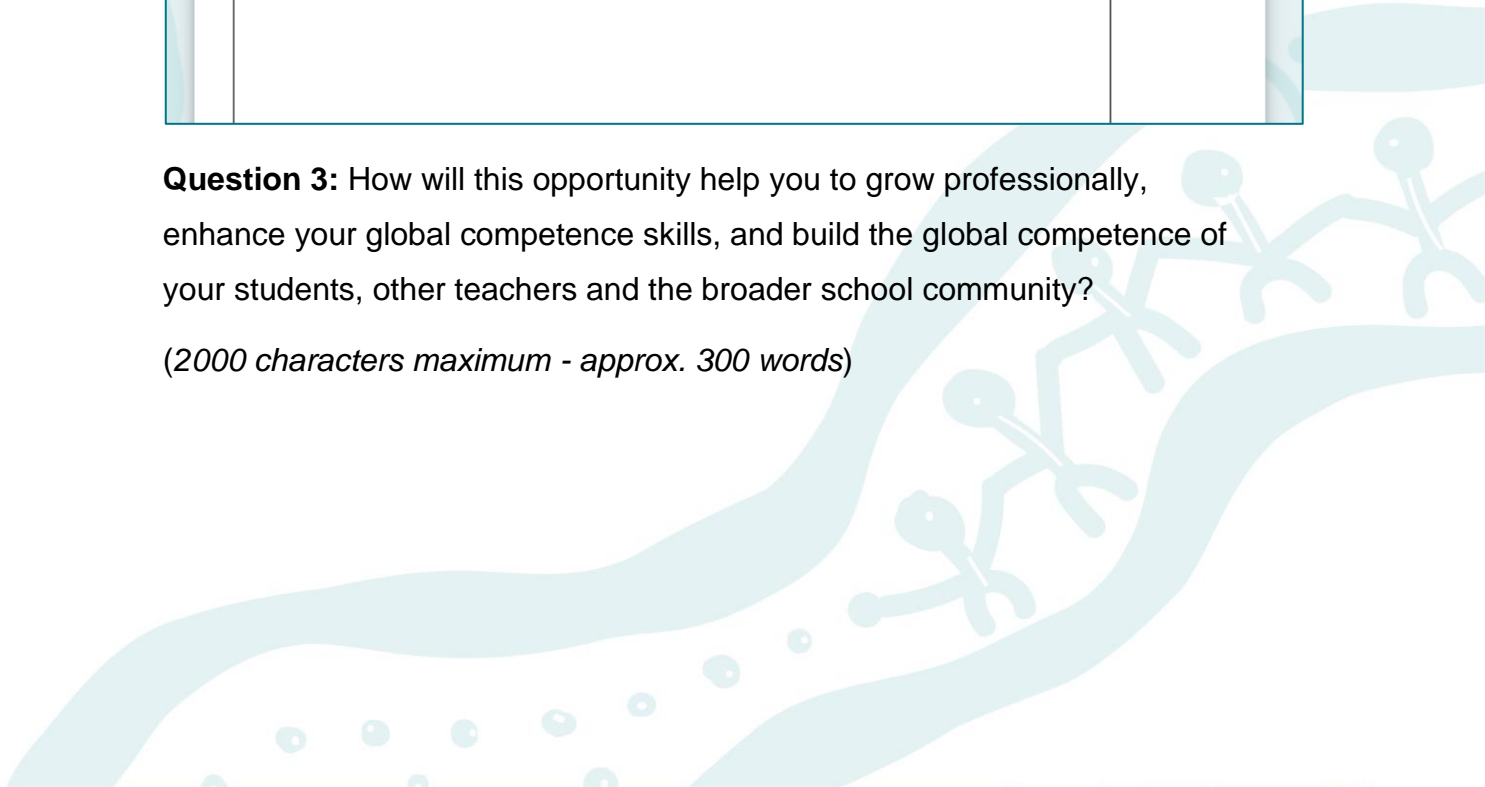 Question 3: How will this opportunity help you to grow professionally,
enhance your global competence skills, and build the global competence of
your students, other teachers and the broader school community?
(2000 characters maximum - approx. 300 words)